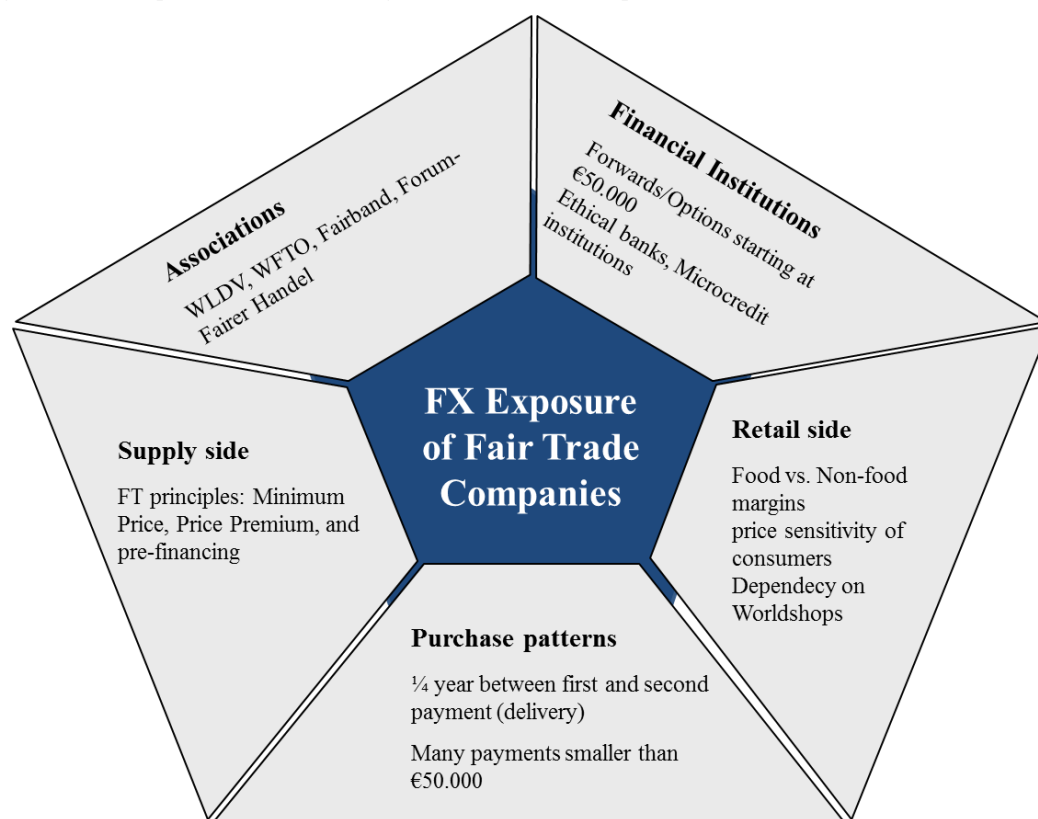 Associations
WLDV, WFTO, Fairband, Forum-
Fairer Handel
Financial Institutions
Forwards/Options starting at
€50.000
Ethical banks, Microcredit
institutions
FX Exposure
of Fair Trade
Companies
Supply side
FT principles: Minimum
Price, Price Premium, and
pre-financing
Retail side
Food vs. Non-food
margins
price sensitivity of
consumers
Dependecy on
Worldshops
Purchase patterns
¼ year between first and second
payment (delivery)
Many payments smaller than
€50.000